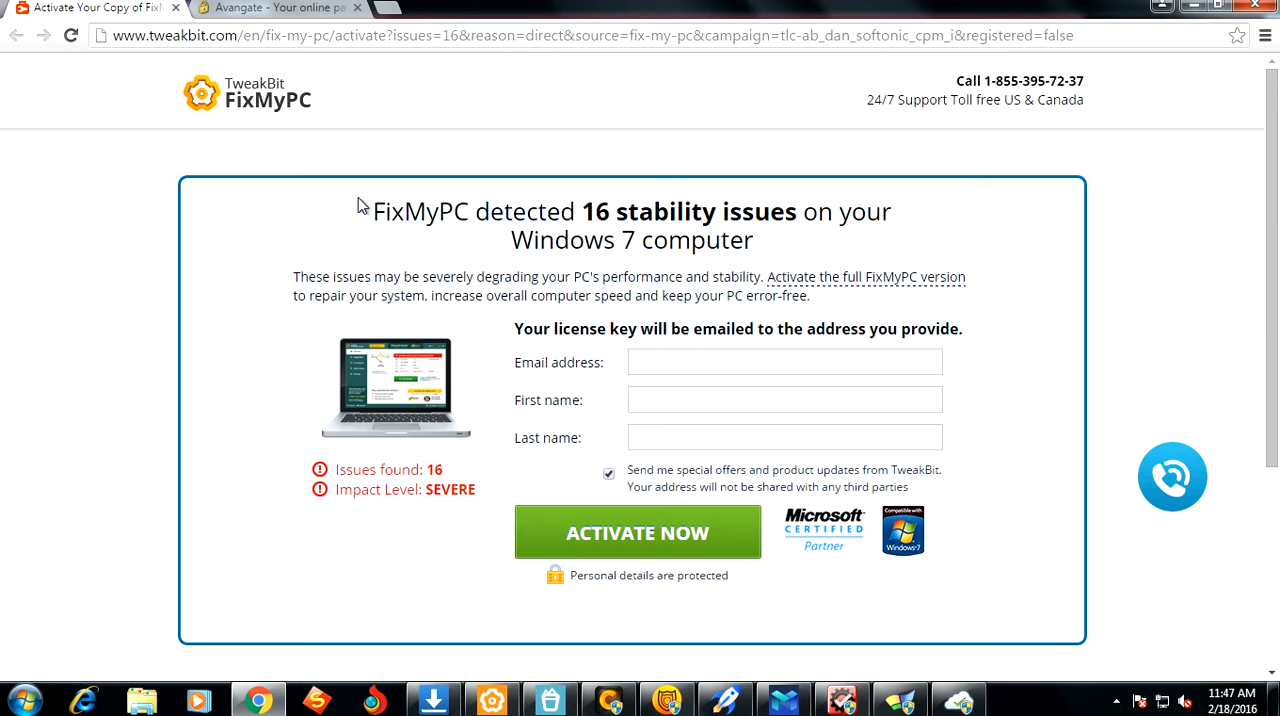 Activate Your Copy of FixM
Avangate - Your online pa
www.tweakbit.com/en/fix-my-pc/activate?issues=16&reason=direct&source=fix-my-pc&campaign=tlc-ab_dan_softonic_cpm_i&registered=false
TweakBit
FixMyPC
Call 1-855-395-72-37
24/7 Support Toll free US & Canada
FixMyPC detected 16 stability issues on your
Windows 7 computer
These issues may be severely degrading your PC's performance and stability. Activate the full FixMyPC version
to repair your system, increase overall computer speed and keep your PC error-free.
Your license key will be emailed to the address you provide.
Email address:
First name:
Last name:
Issues found: 16
Impact Level: SEVERE
Send me special offers and product updates from TweakBit.
Your address will not be shared with any third parties
ACTIVATE NOW
Microsoft
CERTIFIED
Partner
Compatible with
Windows 7
Personal details are protected
11:47 AM
2/18/2016